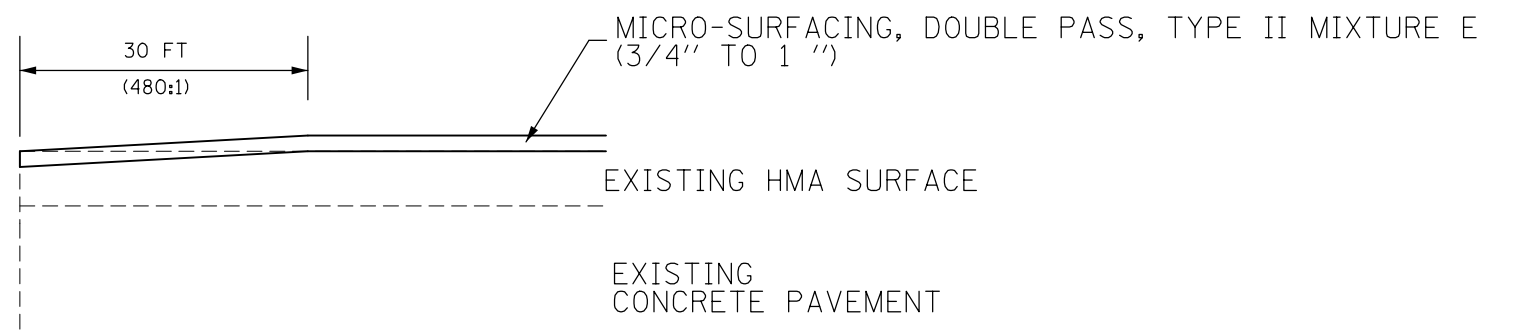 MICRO-SURFACING, DOUBLE PASS, TYPE II MIXTURE E
(3/4'' TO 1 '')
30 FT
(480:1)
EXISTING HMA SURFACE
EXISTING
CONCRETE PAVEMENT